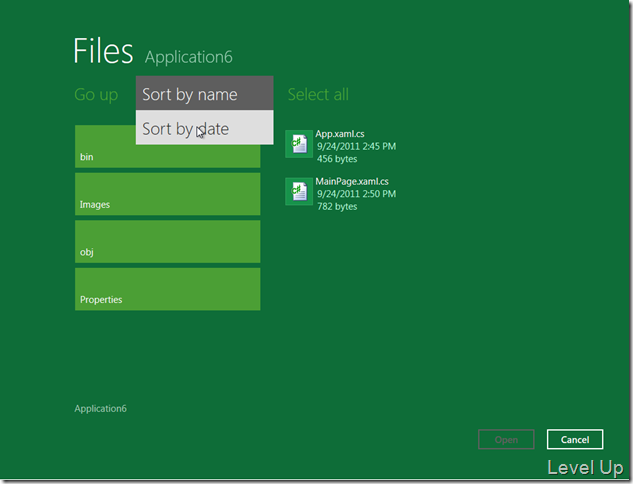 Files Application6
Go up Sort by name Select all
Sort by date
bin
Images
obj
Properties
App.xaml.cs
9/24/2011 2:45 PM
456 bytes
MainPage.xaml.cs
9/24/2011 2:50 PM
782 bytes
Application6
Open Cancel
Level Up